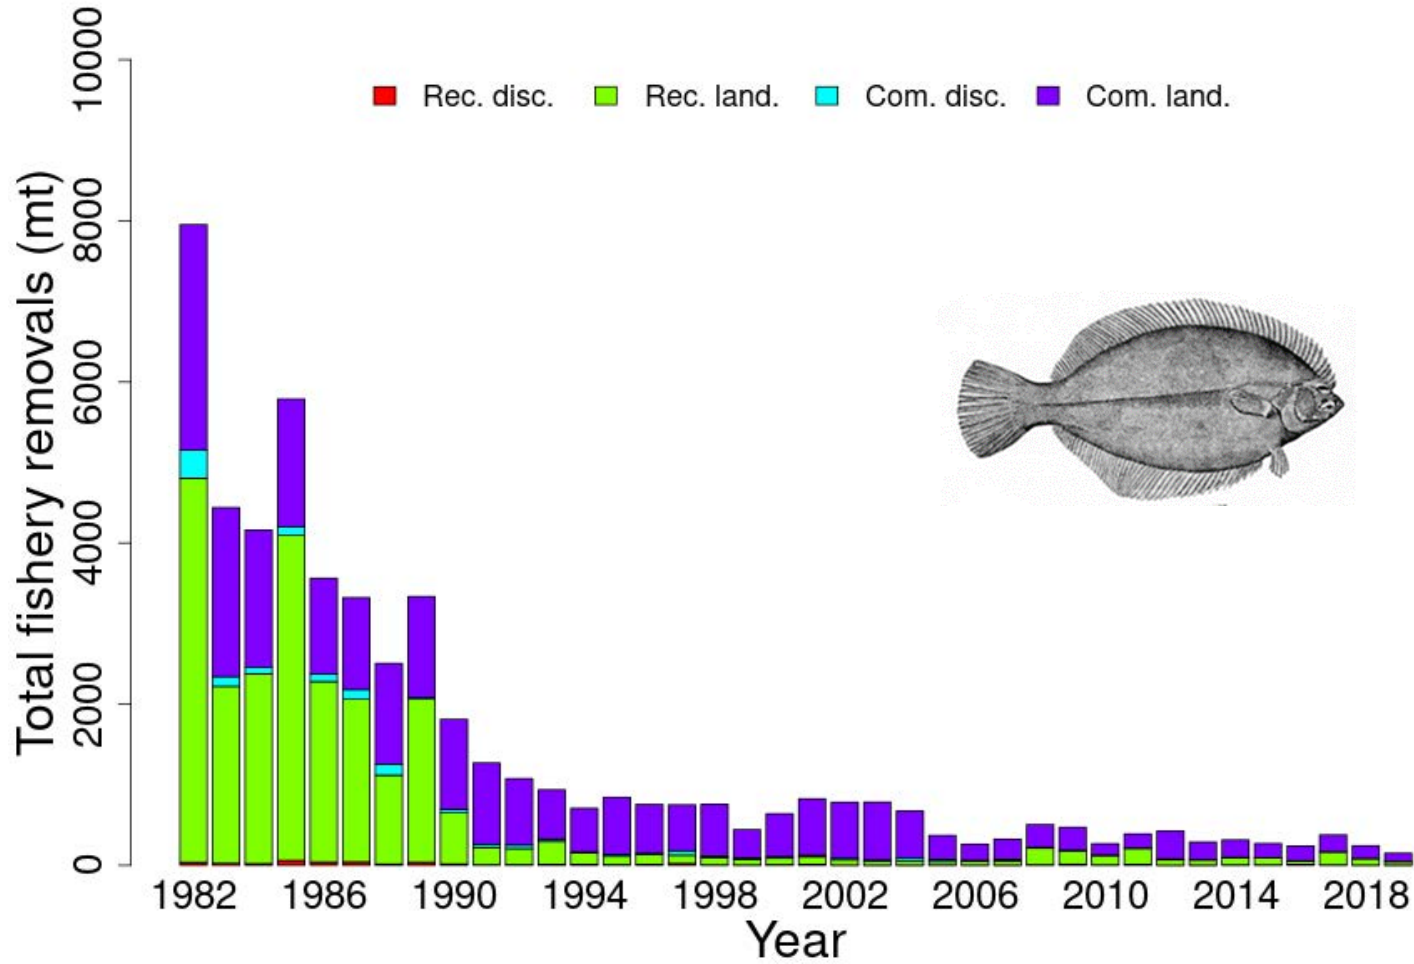 Rec. disc. Rec. land. Com. disc. Com. land.
Total fishery removals (mt)
10000
8000
6000
4000
2000
0
1982 1986 1990 1994 1998 2002 2006 2010 2014 2018
Year